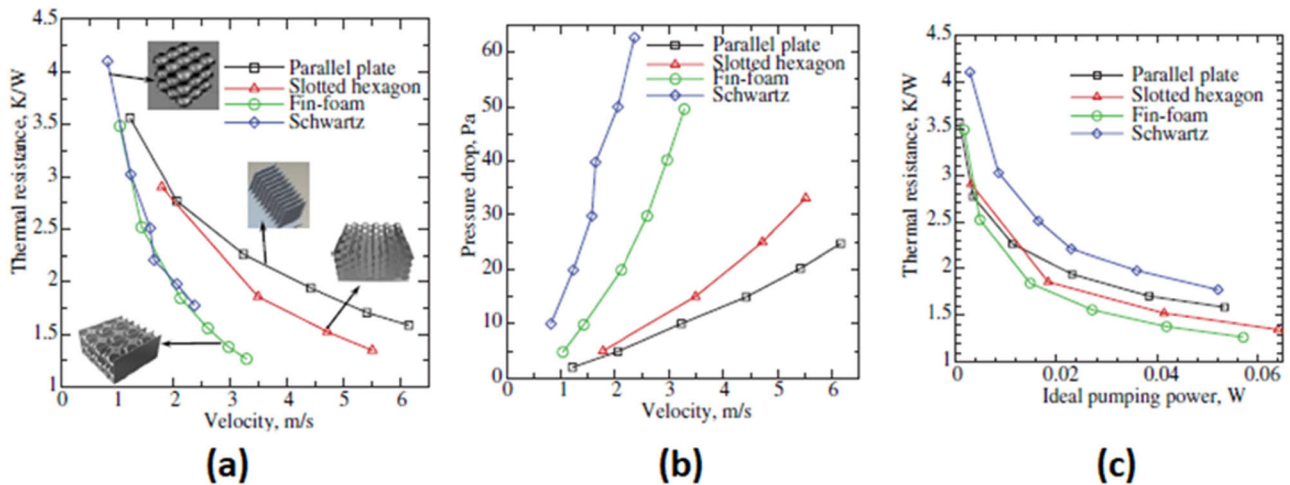 4.5
4
3.5
3
2.5
2
1.5
1
Thermal resistance, K/W
Parallel plate
Slotted hexagon
Fin-foam
Schwartz
0 1 2 3 4 5 6
Velocity, m/s
(a)
60
50
40
30
20
10
0
Pressure drop, Pa
Parallel plate
Slotted hexagon
Fin-foam
Schwartz
0 1 2 3 4 5 6
Velocity, m/s
(b)
4.5
4
3.5
3
2.5
2
1.5
1
Thermal resistance, K/W
Parallel plate
Slotted hexagon
Fin-foam
Schwartz
0 0.02 0.04 0.06
Ideal pumping power, W
(c)